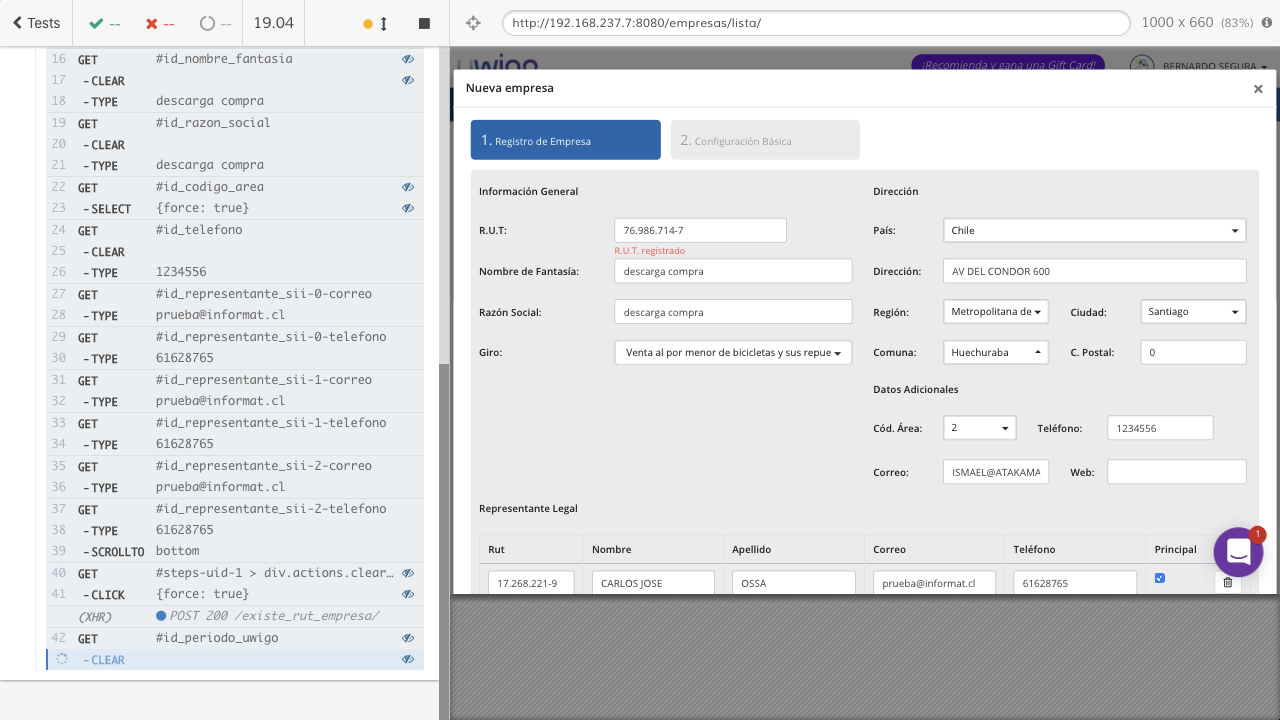 Tests
--
--
--
19.04
http://192.168.237.7:8080/empresas/lista/
1000 x 660 (83%)
16 GET #id_nombre_fantasia
17 -CLEAR
18 -TYPE descarga compra
19 GET #id_razon_social
20 -CLEAR
21 -TYPE descarga compra
22 GET #id_codigo_area
23 -SELECT {force: true}
24 GET #id_telefono
25 -CLEAR
26 -TYPE 1234556
27 GET #id_representante_sii-0-correo
28 -TYPE prueba@informat.cl
29 GET #id_representante_sii-0-telefono
30 -TYPE 61628765
31 GET #id_representante_sii-1-correo
32 -TYPE prueba@informat.cl
33 GET #id_representante_sii-1-telefono
34 -TYPE 61628765
35 GET #id_representante_sii-2-correo
36 -TYPE prueba@informat.cl
37 GET #id_representante_sii-2-telefono
38 -TYPE 61628765
39 -SCROLLTO bottom
40 GET #steps-uid-1 > div.actions.clear…
41 -CLICK {force: true}
(XHR) POST 200 /existe_rut_empresa/
42 GET #id_periodo_uwigo
-CLEAR
uwigo
¡Recomienda y gana una Gift Card!
BERNARDO SEGURA
Nueva empresa
×
1. Registro de Empresa
2. Configuración Básica
Información General
Dirección
R.U.T: 76.986.714-7
País: Chile
R.U.T. registrado
Nombre de Fantasía: descarga compra
Dirección: AV DEL CONDOR 600
Razón Social: descarga compra
Región: Metropolitana de
Ciudad: Santiago
Giro: Venta al por menor de bicicletas y sus repue
Comuna: Huechuraba
C. Postal: 0
Datos Adicionales
Cód. Área: 2
Teléfono: 1234556
Correo: ISMAEL@ATAKAMA
Web:
Representante Legal
Rut Nombre Apellido Correo Teléfono Principal
17.268.221-9 CARLOS JOSE OSSA prueba@informat.cl 61628765
1